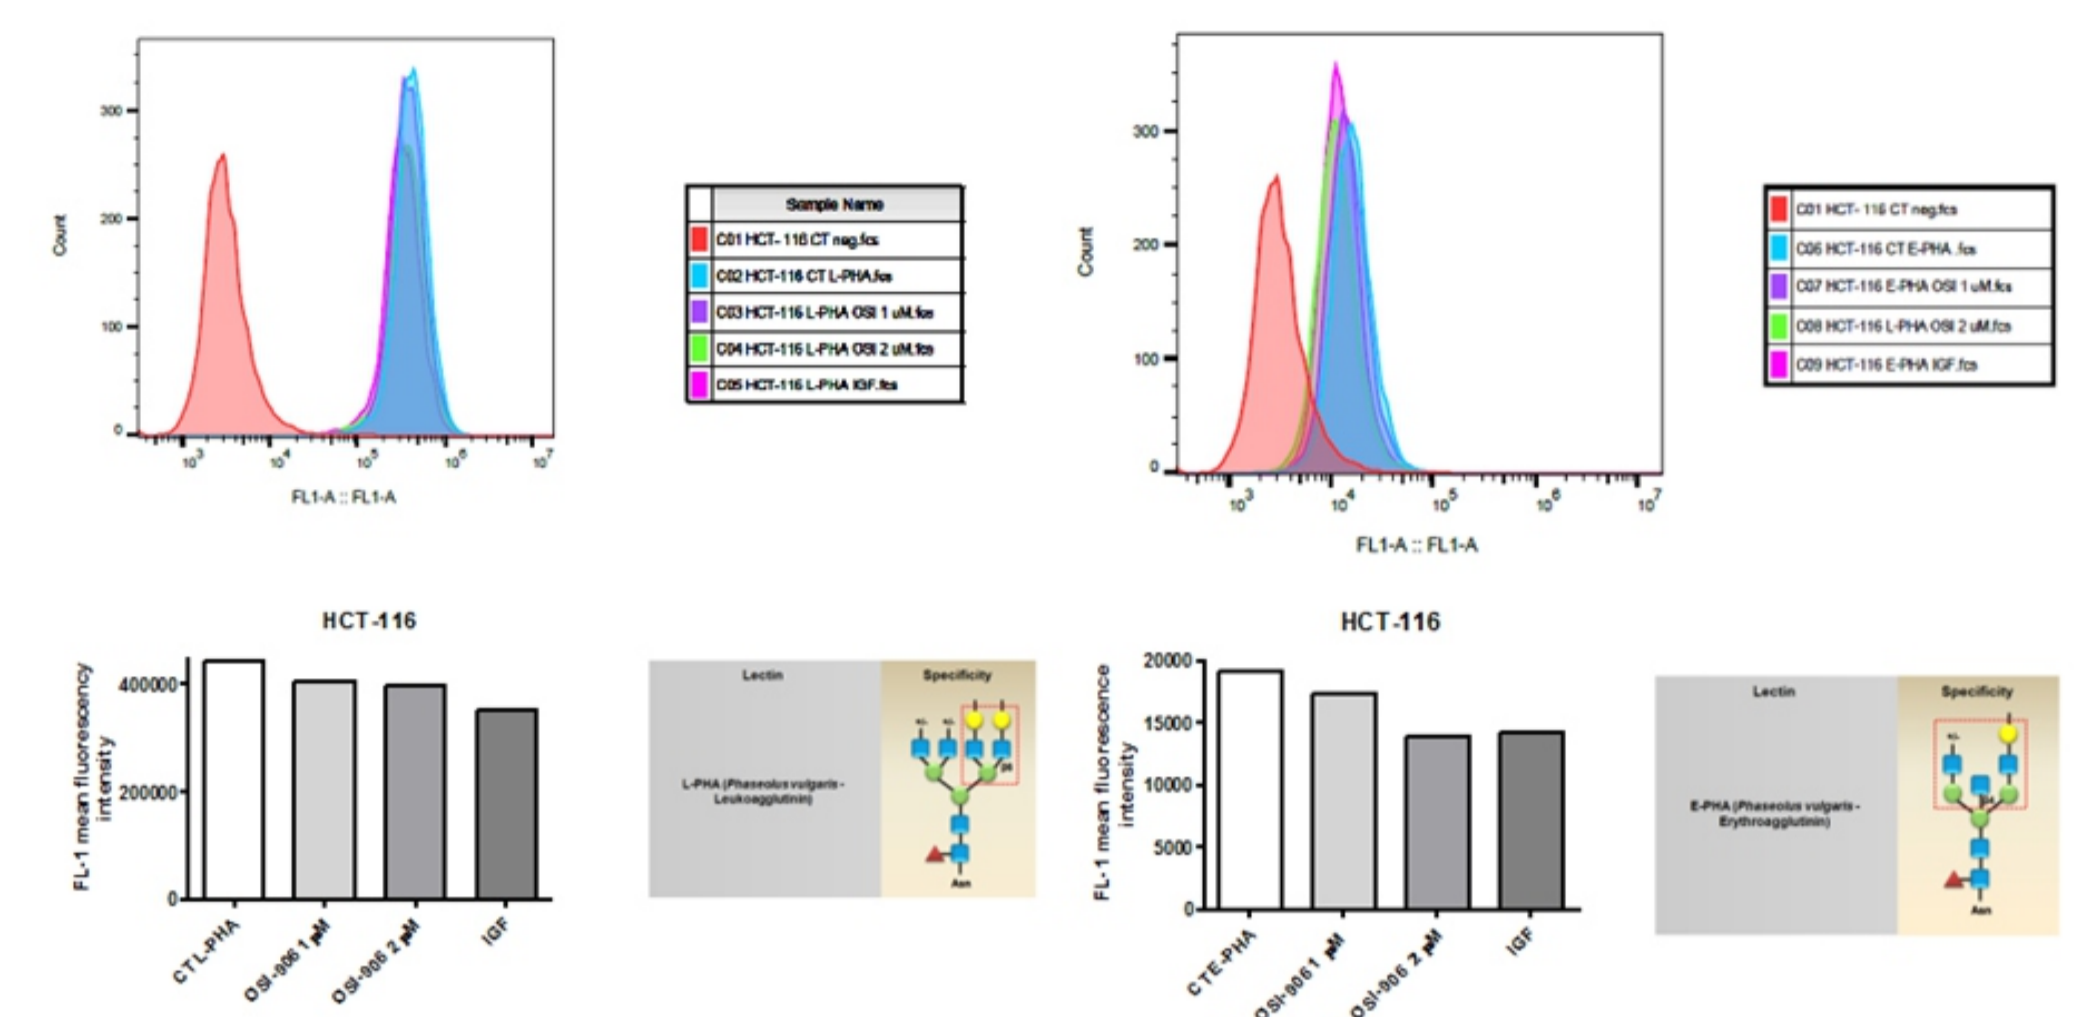 300
200
100
0
Count
10³ 10⁴ 10⁵ 10⁶ 10⁷
FL1-A :: FL1-A
Sample Name
C01 HCT- 116 CT neg.fcs
C02 HCT-116 CT L-PHA.fcs
C03 HCT-116 L-PHA OSI 1 uM.fcs
C04 HCT-116 L-PHA OSI 2 uM.fcs
C05 HCT-116 L-PHA IGF.fcs
300
200
100
0
Count
10³ 10⁴ 10⁵ 10⁶ 10⁷
FL1-A :: FL1-A
C01 HCT- 116 CT neg.fcs
C06 HCT-116 CT E-PHA .fcs
C07 HCT-116 E-PHA OSI 1 uM.fcs
C08 HCT-116 L-PHA OSI 2 uM.fcs
C09 HCT-116 E-PHA IGF.fcs
HCT-116
FL-1 mean fluorescency
intensity
400000
200000
0
CTL-PHA
OSI-906 1 µM
OSI-906 2 µM
IGF
Lectin
Specificity
L-PHA (Phaseolus vulgaris -
Leukoagglutinin)
β6
Asn
HCT-116
FL-1 mean fluorescence
intensity
20000
15000
10000
5000
0
CTE-PHA
OSI-906 1 µM
OSI-906 2 µM
IGF
Lectin
Specificity
E-PHA (Phaseolus vulgaris -
Erythroagglutinin)
β4
Asn